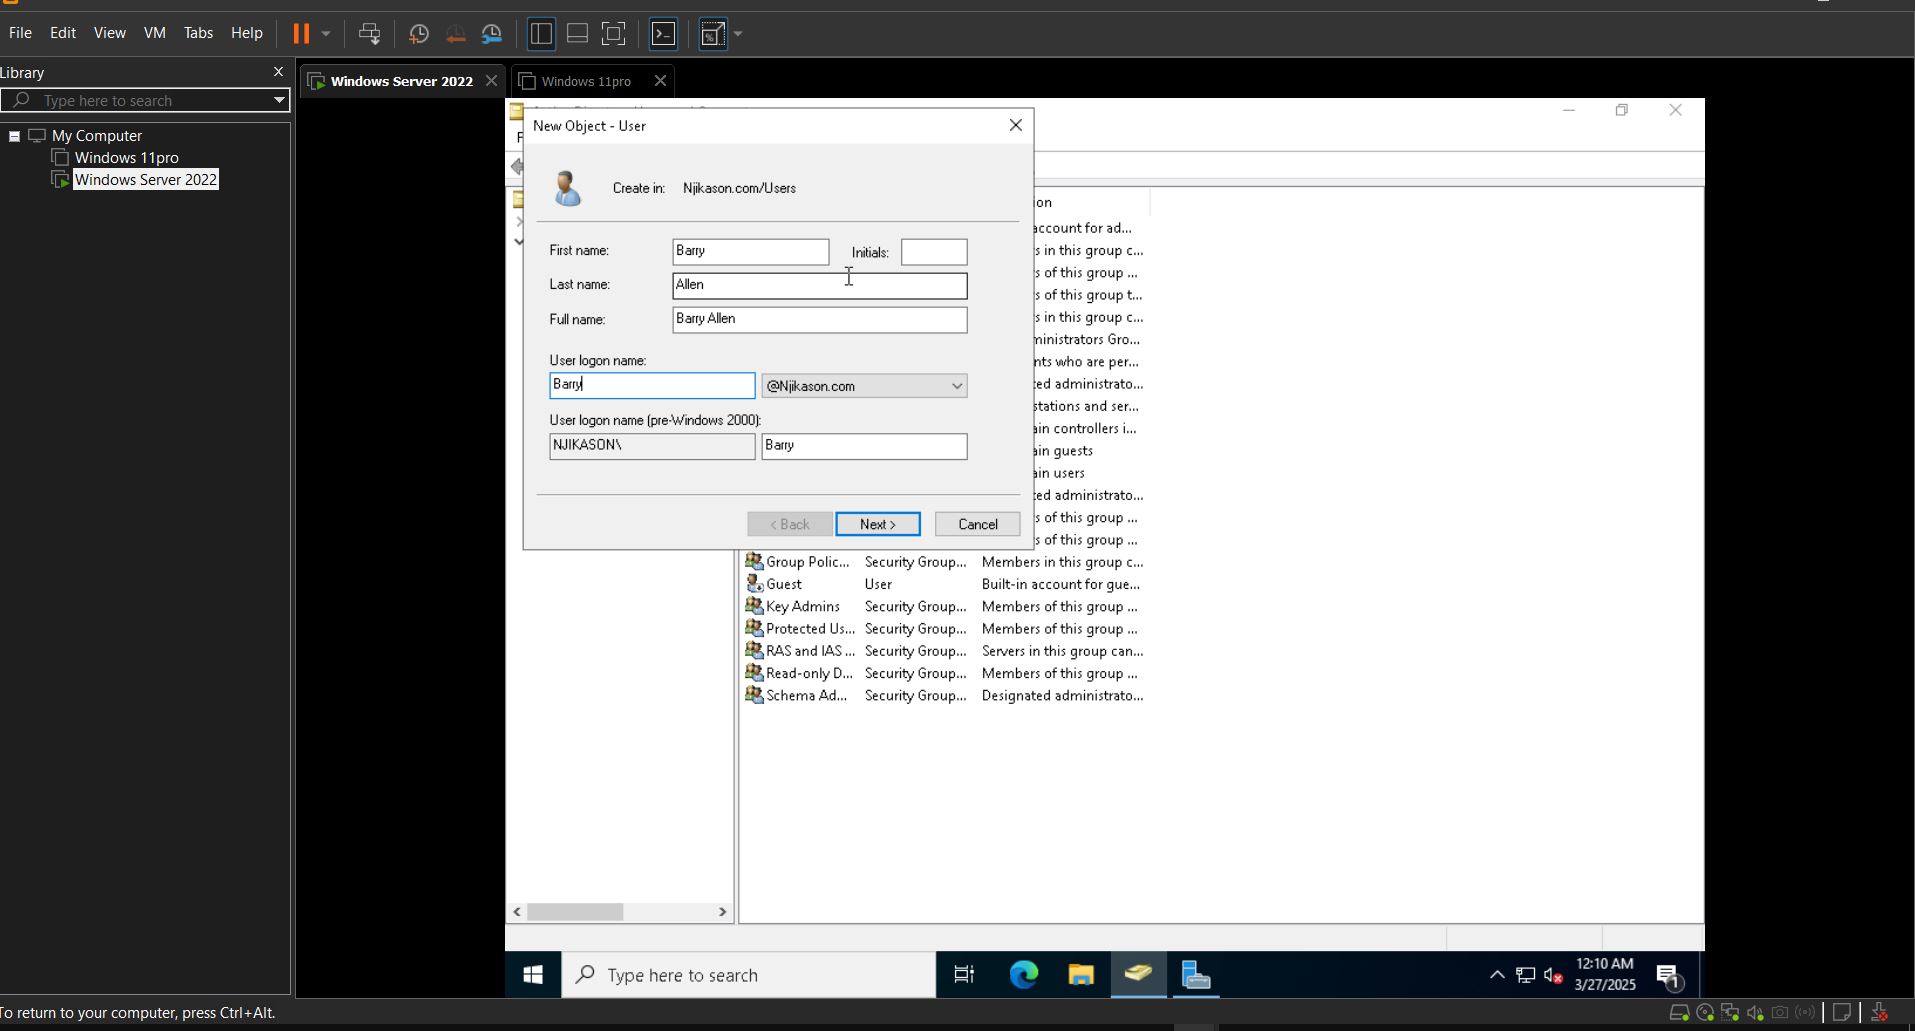 File Edit View VM Tabs Help
Library
Type here to search
My Computer
Windows 11pro
Windows Server 2022
Windows Server 2022
Windows 11pro
New Object - User
Create in: Njikason.com/Users
First name: Barry Initials:
Last name: Allen
Full name: Barry Allen
User logon name:
Barry @Njikason.com
User logon name (pre-Windows 2000):
NJIKASON\ Barry
< Back Next > Cancel
ion
account for ad...
s in this group c...
s of this group ...
s of this group t...
s in this group c...
ministrators Gro...
nts who are per...
ted administrato...
stations and ser...
ain controllers i...
ain guests
ain users
ted administrato...
s of this group ...
s of this group ...
Group Polic... Security Group... Members in this group c...
Guest User Built-in account for gue...
Key Admins Security Group... Members of this group ...
Protected Us... Security Group... Members of this group ...
RAS and IAS ... Security Group... Servers in this group can...
Read-only D... Security Group... Members of this group ...
Schema Ad... Security Group... Designated administrato...
Type here to search
12:10 AM
3/27/2025
1
To return to your computer, press Ctrl+Alt.